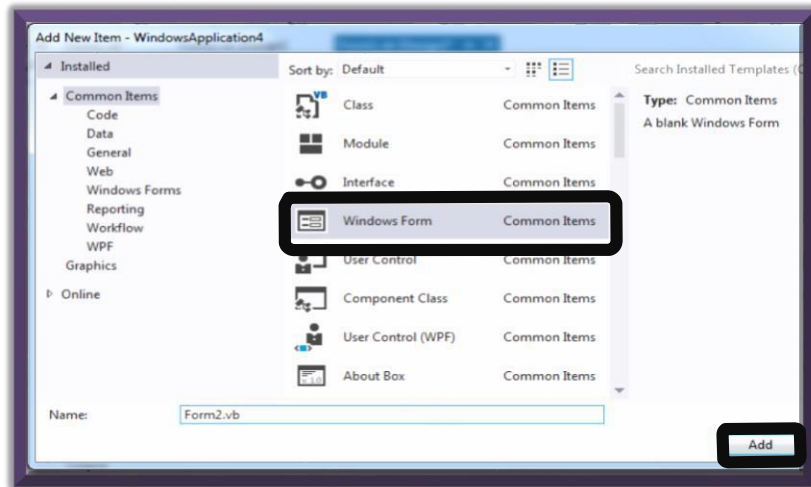 Add New Item - WindowsApplication4
Installed
Common Items
Code
Data
General
Web
Windows Forms
Reporting
Workflow
WPF
Graphics
Online
Sort by: Default
VB
Class Common Items
Module Common Items
Interface Common Items
Windows Form Common Items
User Control Common Items
Component Class Common Items
User Control (WPF) Common Items
About Box Common Items
Search Installed Templates (C
Type: Common Items
A blank Windows Form
Name: Form2.vb
Add